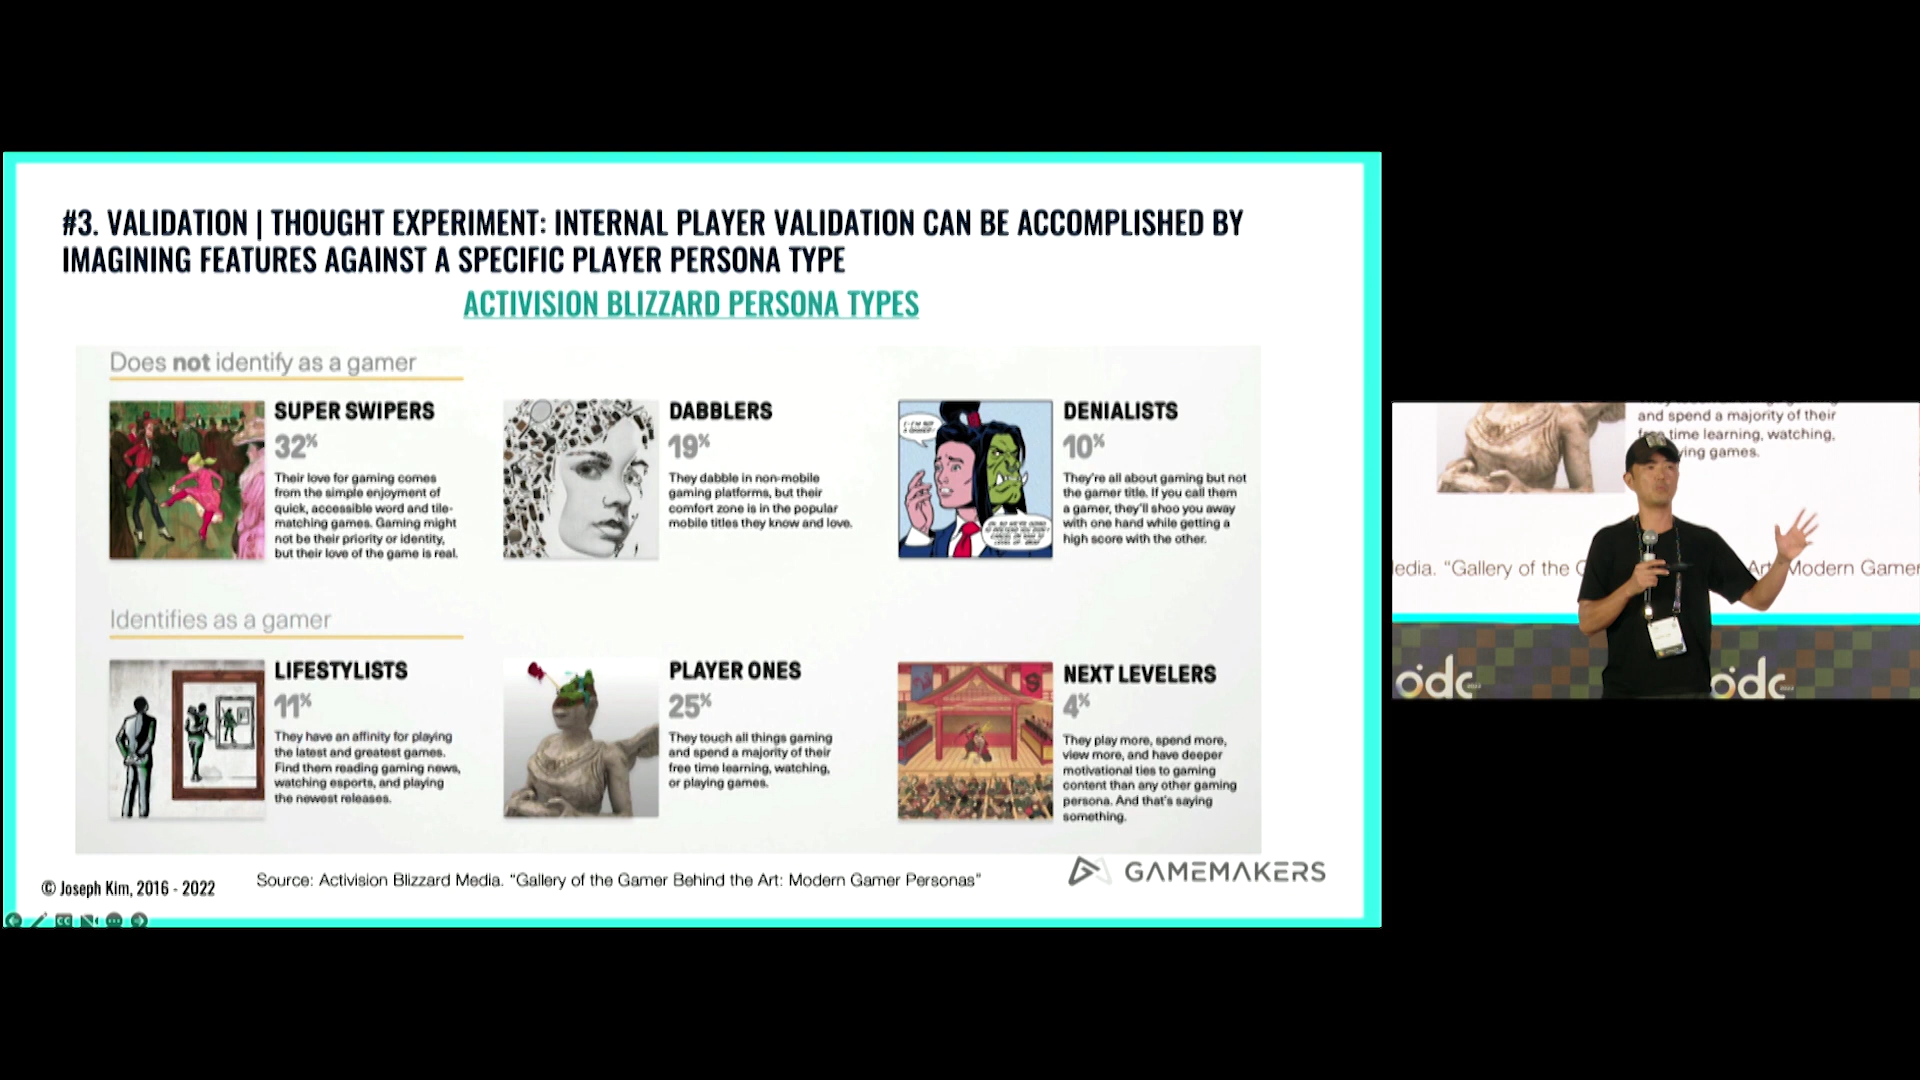 #3. VALIDATION | THOUGHT EXPERIMENT: INTERNAL PLAYER VALIDATION CAN BE ACCOMPLISHED BY
IMAGINING FEATURES AGAINST A SPECIFIC PLAYER PERSONA TYPE
ACTIVISION BLIZZARD PERSONA TYPES
Does not identify as a gamer
SUPER SWIPERS
32%
Their love for gaming comes
from the simple enjoyment of
quick, accessible word and tile-
matching games. Gaming might
not be their priority or identity,
but their love of the game is real.
DABBLERS
19%
They dabble in non-mobile
gaming platforms, but their
comfort zone is in the popular
mobile titles they know and love.
DENIALISTS
10%
They're all about gaming but not
the gamer title. If you call them
a gamer, they'll shoo you away
with one hand while getting a
high score with the other.
Identifies as a gamer
LIFESTYLISTS
11%
They have an affinity for playing
the latest and greatest games.
Find them reading gaming news,
watching esports, and playing
the newest releases.
PLAYER ONES
25%
They touch all things gaming
and spend a majority of their
free time learning, watching,
or playing games.
NEXT LEVELERS
4%
They play more, spend more,
view more, and have deeper
motivational ties to gaming
content than any other gaming
persona. And that's saying
something.
© Joseph Kim, 2016 - 2022
Source: Activision Blizzard Media. "Gallery of the Gamer Behind the Art: Modern Gamer Personas"
GAMEMAKERS
CC
and spend a majority of their
time learning, watching,
ying games.
edia. "Gallery of the
Art: Modern Gamer
odc
odc